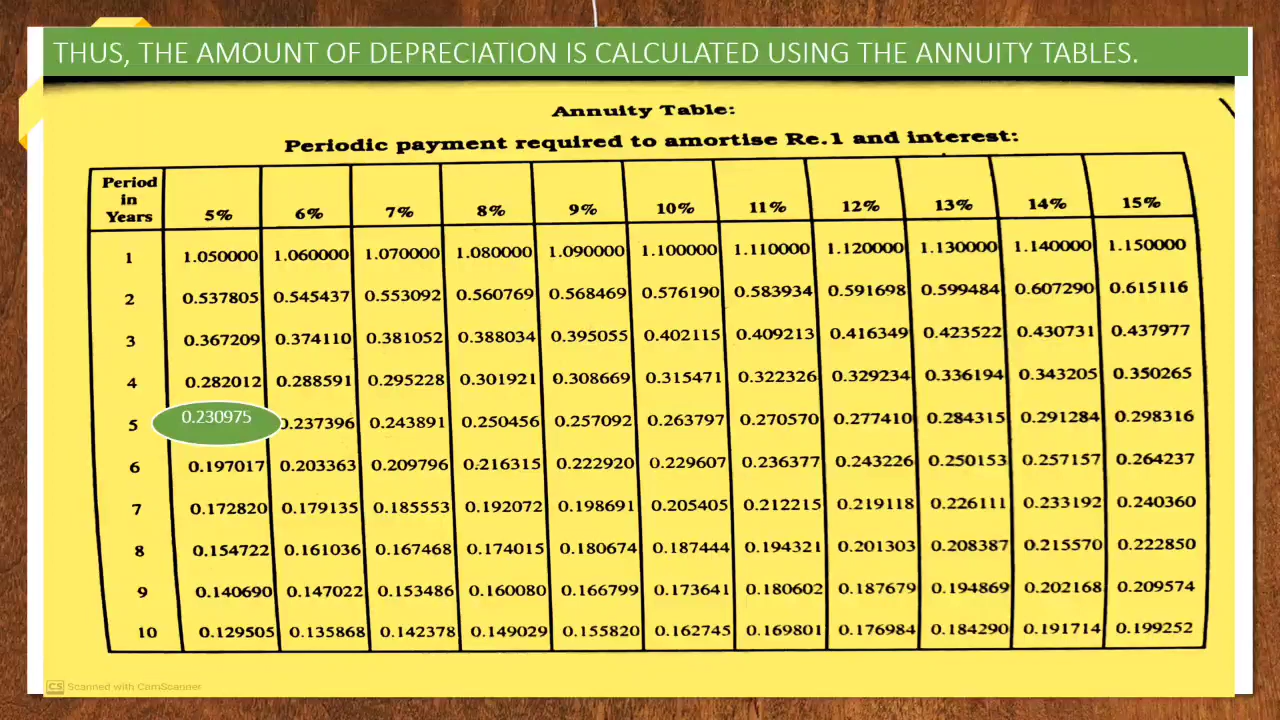 THUS, THE AMOUNT OF DEPRECIATION IS CALCULATED USING THE ANNUITY TABLES.
Annuity Table:
Periodic payment required to amortise Re.1 and interest:
Period in Years 5% 6% 7% 8% 9% 10% 11% 12% 13% 14% 15%
1 1.050000 1.060000 1.070000 1.080000 1.090000 1.100000 1.110000 1.120000 1.130000 1.140000 1.150000
2 0.537805 0.545437 0.553092 0.560769 0.568469 0.576190 0.583934 0.591698 0.599484 0.607290 0.615116
3 0.367209 0.374110 0.381052 0.388034 0.395055 0.402115 0.409213 0.416349 0.423522 0.430731 0.437977
4 0.282012 0.288591 0.295228 0.301921 0.308669 0.315471 0.322326 0.329234 0.336194 0.343205 0.350265
5 0.230975 0.237396 0.243891 0.250456 0.257092 0.263797 0.270570 0.277410 0.284315 0.291284 0.298316
6 0.197017 0.203363 0.209796 0.216315 0.222920 0.229607 0.236377 0.243226 0.250153 0.257157 0.264237
7 0.172820 0.179135 0.185553 0.192072 0.198691 0.205405 0.212215 0.219118 0.226111 0.233192 0.240360
8 0.154722 0.161036 0.167468 0.174015 0.180674 0.187444 0.194321 0.201303 0.208387 0.215570 0.222850
9 0.140690 0.147022 0.153486 0.160080 0.166799 0.173641 0.180602 0.187679 0.194869 0.202168 0.209574
10 0.129505 0.135868 0.142378 0.149029 0.155820 0.162745 0.169801 0.176984 0.184290 0.191714 0.199252
CS Scanned with CamScanner